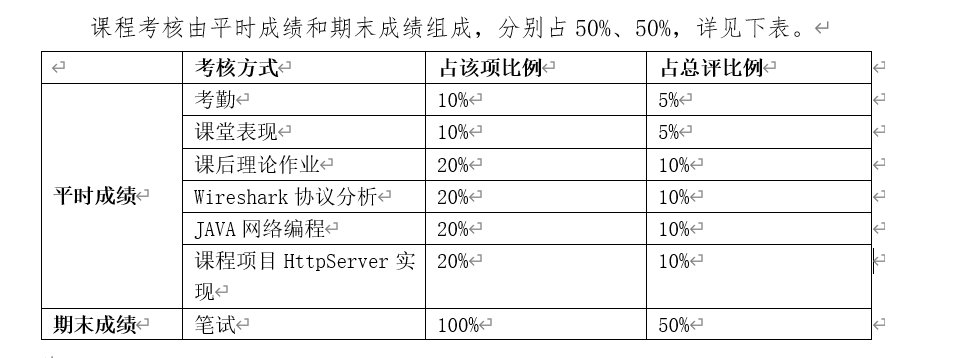 课程考核由平时成绩和期末成绩组成，分别占 50%、50%，详见下表。
考核方式 占该项比例 占总评比例
考勤 10% 5%
课堂表现 10% 5%
课后理论作业 20% 10%
平时成绩 Wireshark 协议分析 20% 10%
JAVA 网络编程 20% 10%
课程项目 HttpServer 实 20% 10%
现
期末成绩 笔试 100% 50%